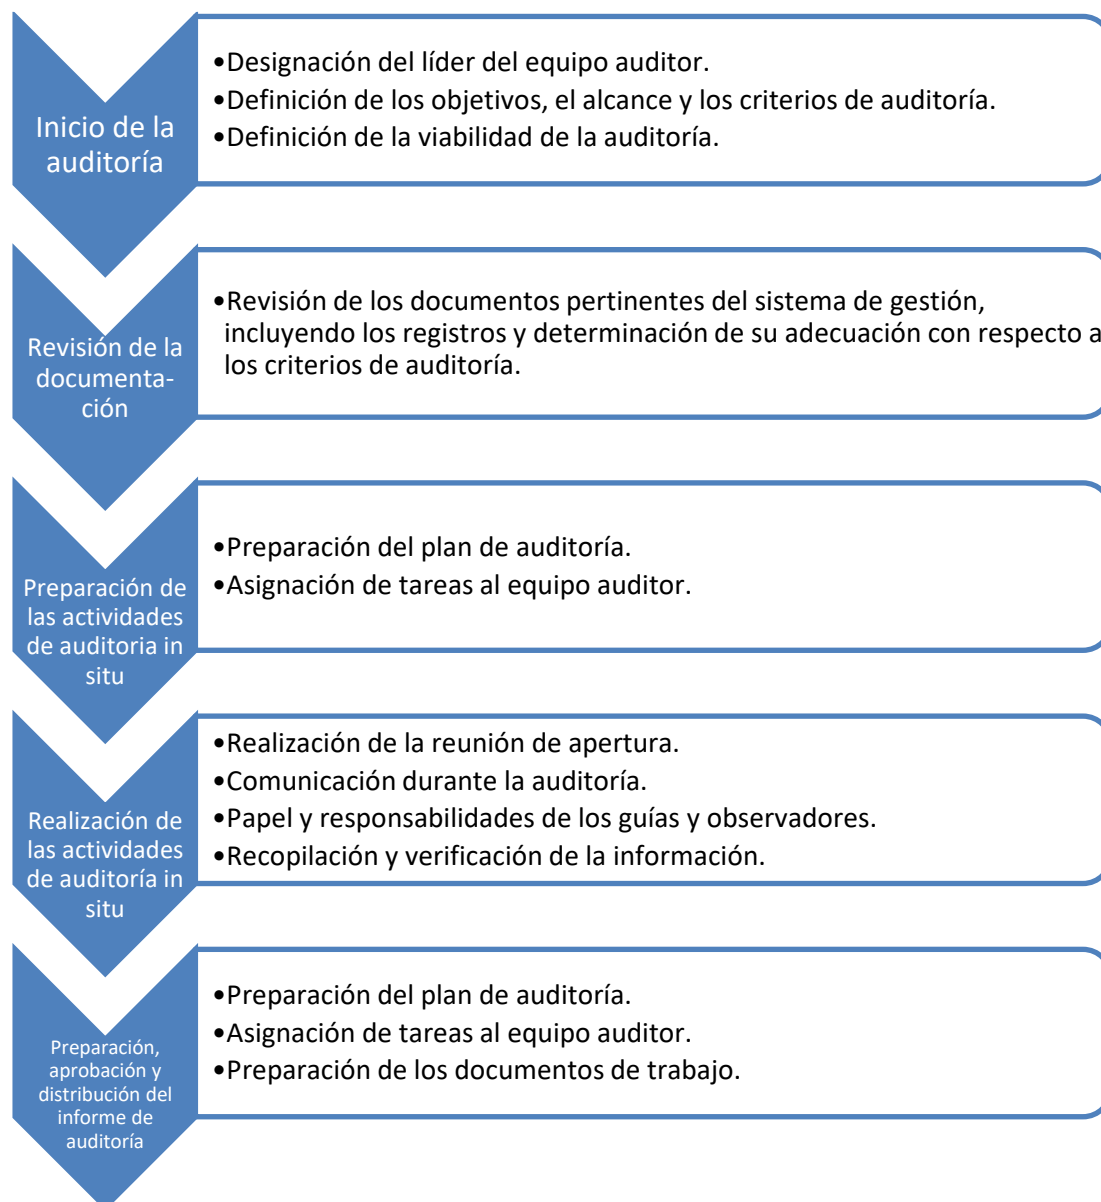 Inicio de la
auditoría
•Designación del líder del equipo auditor.
•Definición de los objetivos, el alcance y los criterios de auditoría.
•Definición de la viabilidad de la auditoría.
Revisión de la
documenta-
ción
•Revisión de los documentos pertinentes del sistema de gestión,
incluyendo los registros y determinación de su adecuación con respecto a
los criterios de auditoría.
Preparación de
las actividades
de auditoria in
situ
•Preparación del plan de auditoría.
•Asignación de tareas al equipo auditor.
Realización de
las actividades
de auditoría in
situ
•Realización de la reunión de apertura.
•Comunicación durante la auditoría.
•Papel y responsabilidades de los guías y observadores.
•Recopilación y verificación de la información.
Preparación,
aprobación y
distribución del
informe de
auditoría
•Preparación del plan de auditoría.
•Asignación de tareas al equipo auditor.
•Preparación de los documentos de trabajo.